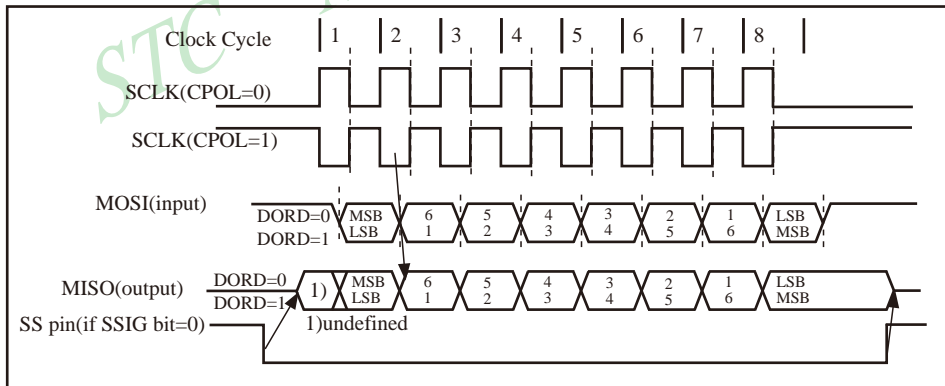 Clock Cycle 1 2 3 4 5 6 7 8
STC
SCLK(CPOL=0)
SCLK(CPOL=1)
MOSI(input)
DORD=0 MSB 6 5 4 3 2 1 LSB
DORD=1 LSB 1 2 3 4 5 6 MSB
MISO(output)
DORD=0 1) MSB 6 5 4 3 2 1 LSB
DORD=1 LSB 1 2 3 4 5 6 MSB
SS pin(if SSIG bit=0)
1)undefined